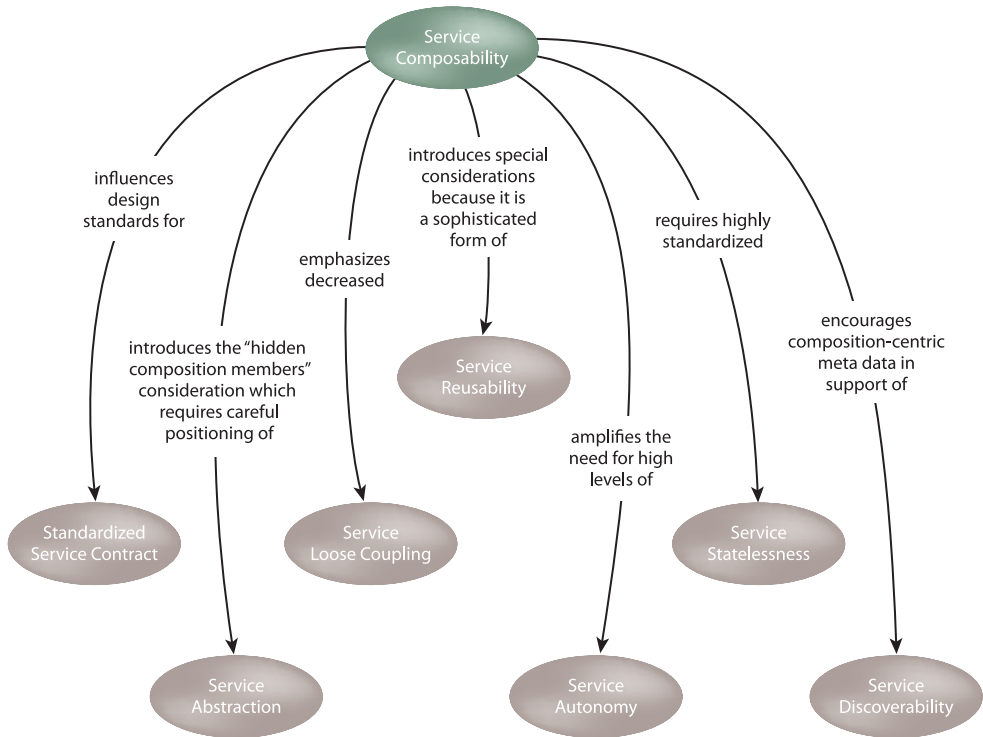 Service
Composability
influences
design
standards for
introduces the “hidden
composition members”
consideration which
requires careful
positioning of
emphasizes
decreased
introduces special
considerations
because it is
a sophisticated
form of
amplifies the
need for high
levels of
requires highly
standardized
encourages
composition-centric
meta data in
support of
Standardized
Service Contract
Service
Abstraction
Service
Loose Coupling
Service
Reusability
Service
Autonomy
Service
Statelessness
Service
Discoverability